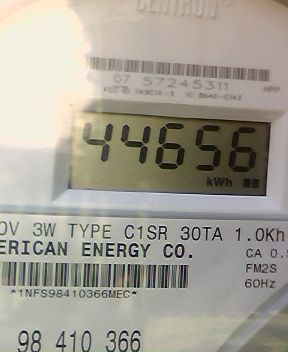 CENTRON®
07 57245311
44656
kWh
0V 3W TYPE C1SR 30TA 1.0Kh
ERICAN ENERGY CO.
CA 0.5
FM2S
60Hz
*1NFS98410366MEC*
98 410 366